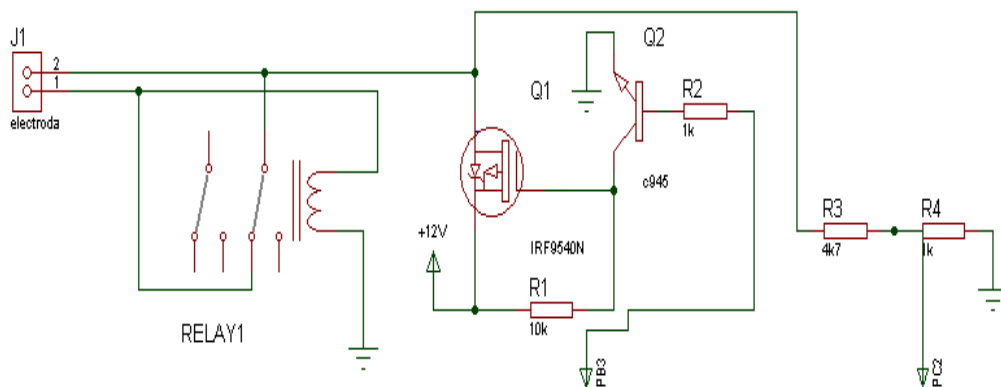 J1
2
1
electroda
RELAY1
Q1
Q2
R2
1k
c945
+12V
IRF9540N
R1
10k
PB3
R3
4k7
R4
1k
PC2